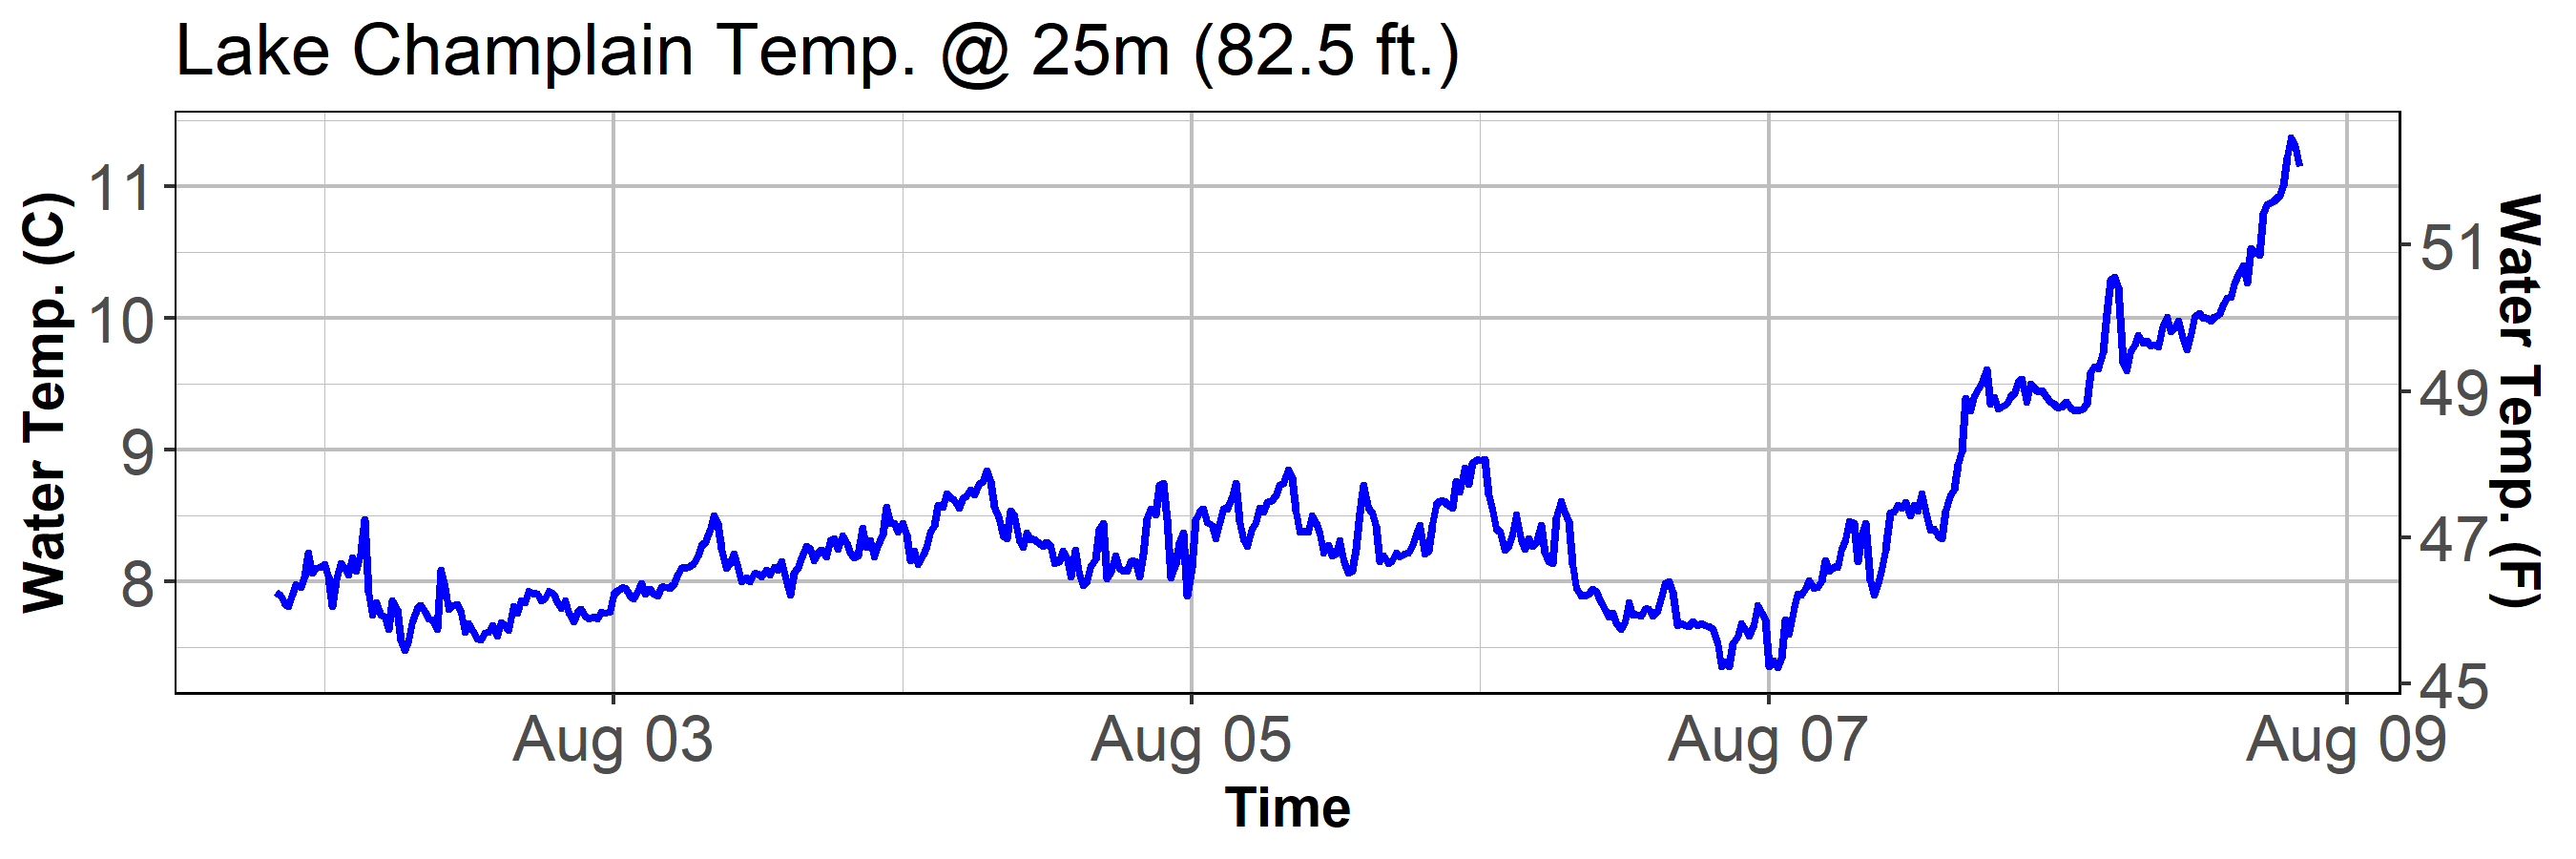 Lake Champlain Temp. @ 25m (82.5 ft.)
Water Temp. (C)
11
10
9
8
51
49
47
45
Water Temp. (F)
Aug 03
Aug 05
Aug 07
Aug 09
Time